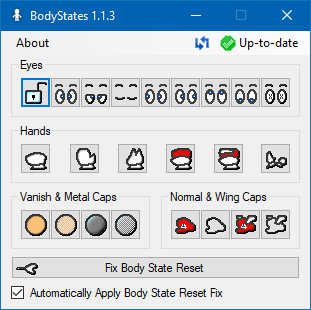 BodyStates 1.1.3
About
Up-to-date
Eyes
Hands
Vanish & Metal Caps
Normal & Wing Caps
Fix Body State Reset
Automatically Apply Body State Reset Fix